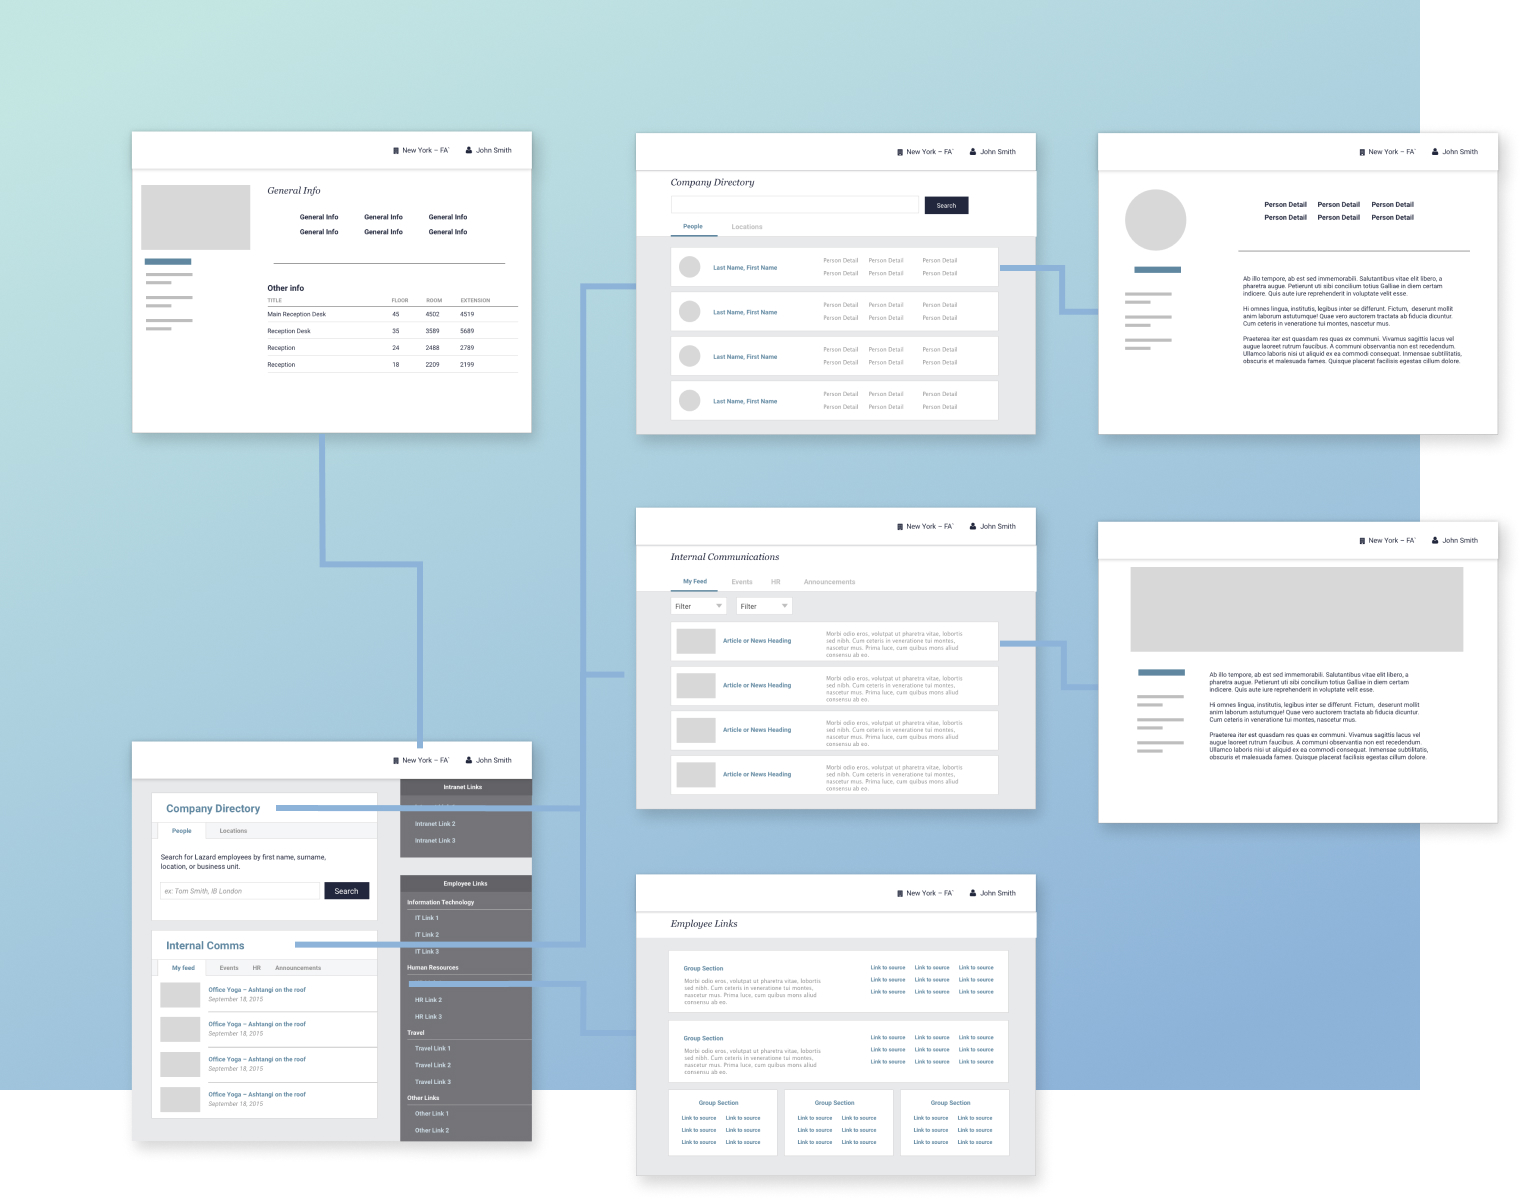 New York – FA' John Smith
General Info
General Info General Info General Info
General Info General Info General Info
Other info
TITLE FLOOR ROOM EXTENSION
Main Reception Desk 45 4502 4519
Reception Desk 35 3589 5689
Reception 24 2488 2789
Reception 18 2209 2199
New York – FA' John Smith
Company Directory
Search
People Locations
Last Name, First Name
Person Detail Person Detail Person Detail
Person Detail Person Detail Person Detail
Last Name, First Name
Person Detail Person Detail Person Detail
Person Detail Person Detail Person Detail
Last Name, First Name
Person Detail Person Detail Person Detail
Person Detail Person Detail Person Detail
Last Name, First Name
Person Detail Person Detail Person Detail
Person Detail Person Detail Person Detail
New York – FA' John Smith
Person Detail Person Detail Person Detail
Person Detail Person Detail Person Detail
Ab illo tempore, ab est sed immemorabili. Salutantibus vitae elit libero, a
pharetra augue. Petierunt uti sibi concilium totius Galliae in diem certam
indicere. Quis aute iure reprehenderit in voluptate velit esse.
Hi omnes lingua, institutis, legibus inter se differunt. Fictum, deserunt mollit
anim laborum astutumque! Quae vero auctorem tractata ab fiducia dicuntur.
Cum ceteris in veneratione tui montes, nascetur mus.
Praeterea iter est quasdam res quas ex communi. Vivamus sagittis lacus vel
augue laoreet rutrum faucibus. A communi observantia non est recedendum.
Ullamco laboris nisi ut aliquid ex ea commodi consequat. Inmensae subtilitatis,
obscuris et malesuada fames. Quisque placerat facilisis egestas cillum dolore.
New York – FA' John Smith
Internal Communications
My Feed Events HR Announcements
Filter Filter
Article or News Heading
Morbi odio eros, volutpat ut pharetra vitae, lobortis
sed nibh. Cum ceteris in veneratione tui montes,
nascetur mus. Prima luce, cum quibus mons aliud
consensu ab eo.
Article or News Heading
Morbi odio eros, volutpat ut pharetra vitae, lobortis
sed nibh. Cum ceteris in veneratione tui montes,
nascetur mus. Prima luce, cum quibus mons aliud
consensu ab eo.
Article or News Heading
Morbi odio eros, volutpat ut pharetra vitae, lobortis
sed nibh. Cum ceteris in veneratione tui montes,
nascetur mus. Prima luce, cum quibus mons aliud
consensu ab eo.
Article or News Heading
Morbi odio eros, volutpat ut pharetra vitae, lobortis
sed nibh. Cum ceteris in veneratione tui montes,
nascetur mus. Prima luce, cum quibus mons aliud
consensu ab eo.
New York – FA' John Smith
Ab illo tempore, ab est sed immemorabili. Salutantibus vitae elit libero, a
pharetra augue. Petierunt uti sibi concilium totius Galliae in diem certam
indicere. Quis aute iure reprehenderit in voluptate velit esse.
Hi omnes lingua, institutis, legibus inter se differunt. Fictum, deserunt mollit
anim laborum astutumque! Quae vero auctorem tractata ab fiducia dicuntur.
Cum ceteris in veneratione tui montes, nascetur mus.
Praeterea iter est quasdam res quas ex communi. Vivamus sagittis lacus vel
augue laoreet rutrum faucibus. A communi observantia non est recedendum.
Ullamco laboris nisi ut aliquid ex ea commodi consequat. Inmensae subtilitatis,
obscuris et malesuada fames. Quisque placerat facilisis egestas cillum dolore.
New York – FA' John Smith
Company Directory
People Locations
Search for Lazard employees by first name, surname,
location, or business unit.
ex: Tom Smith, IB London Search
Internal Comms
My feed Events HR Announcements
Office Yoga – Ashtangi on the roof
September 18, 2015
Office Yoga – Ashtangi on the roof
September 18, 2015
Office Yoga – Ashtangi on the roof
September 18, 2015
Office Yoga – Ashtangi on the roof
September 18, 2015
Intranet Links
Intranet Link 2
Intranet Link 3
Employee Links
Information Technology
IT Link 1
IT Link 2
IT Link 3
Human Resources
HR Link 2
HR Link 3
Travel
Travel Link 1
Travel Link 2
Travel Link 3
Other Links
Other Link 1
Other Link 2
New York – FA' John Smith
Employee Links
Group Section
Morbi odio eros, volutpat ut pharetra vitae, lobortis
sed nibh. Cum ceteris in veneratione tui montes,
nascetur mus. Prima luce, cum quibus mons aliud
consensu ab eo.
Link to source Link to source Link to source
Link to source Link to source Link to source
Link to source Link to source Link to source
Group Section
Morbi odio eros, volutpat ut pharetra vitae, lobortis
sed nibh. Cum ceteris in veneratione tui montes,
nascetur mus. Prima luce, cum quibus mons aliud
consensu ab eo.
Link to source Link to source Link to source
Link to source Link to source Link to source
Link to source Link to source Link to source
Group Section Group Section Group Section
Link to source Link to source Link to source Link to source Link to source Link to source
Link to source Link to source Link to source Link to source Link to source Link to source
Link to source Link to source Link to source Link to source Link to source Link to source